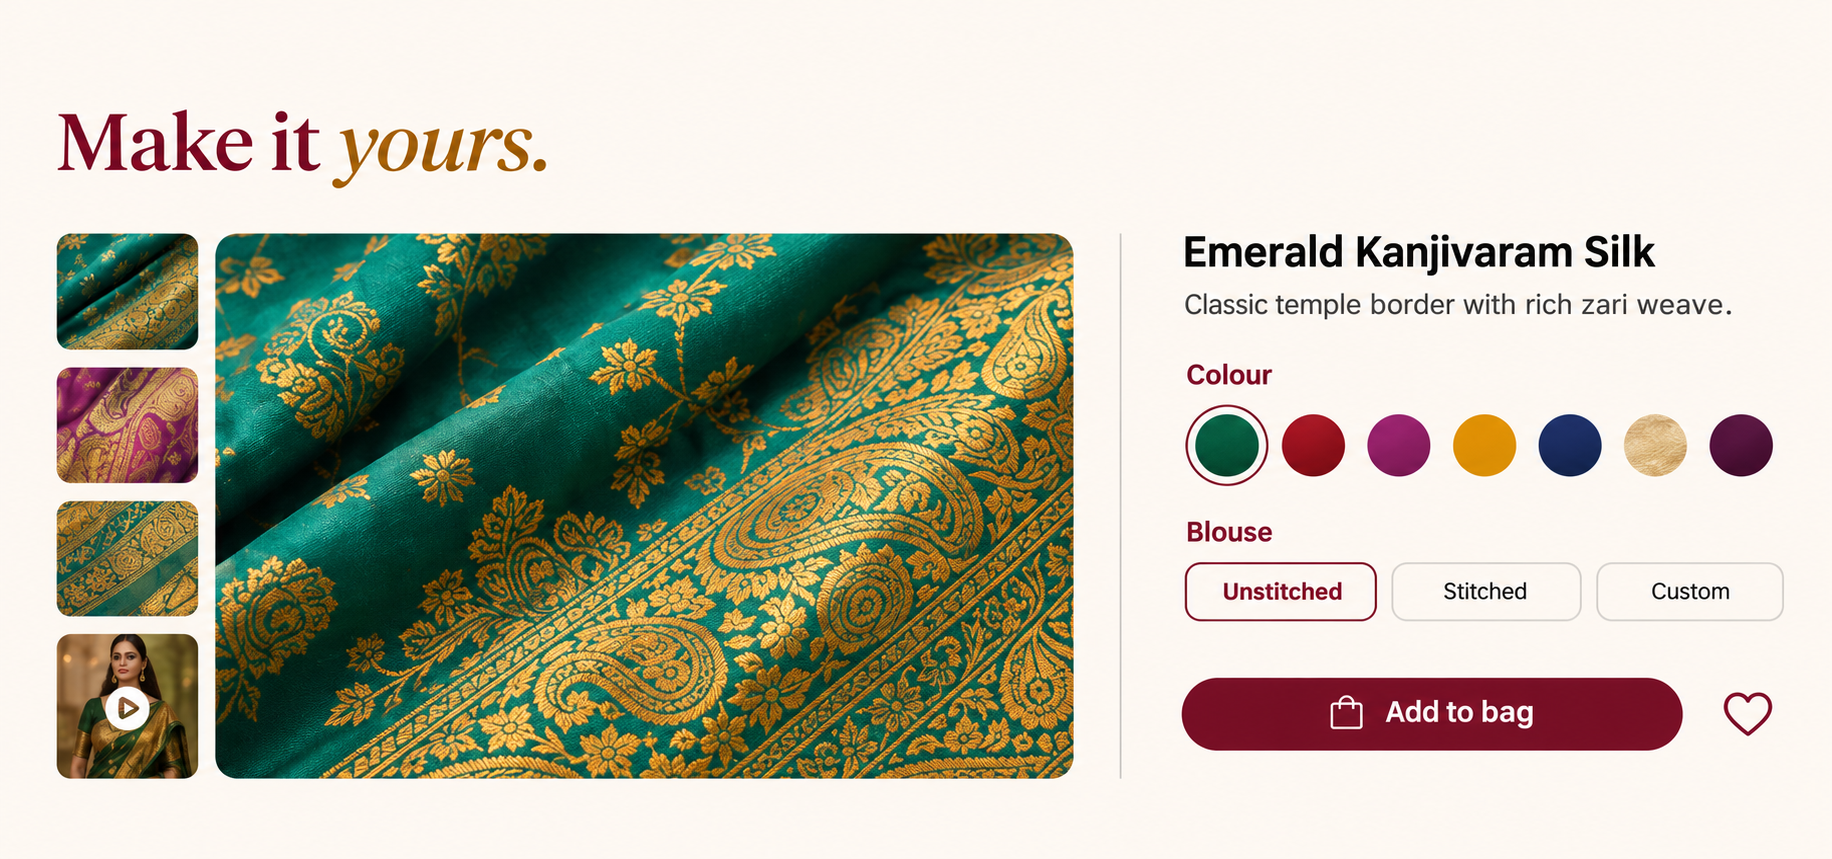 Make it yours.
Emerald Kanjivaram Silk
Classic temple border with rich zari weave.
Colour
Blouse
Unstitched
Stitched
Custom
Add to bag